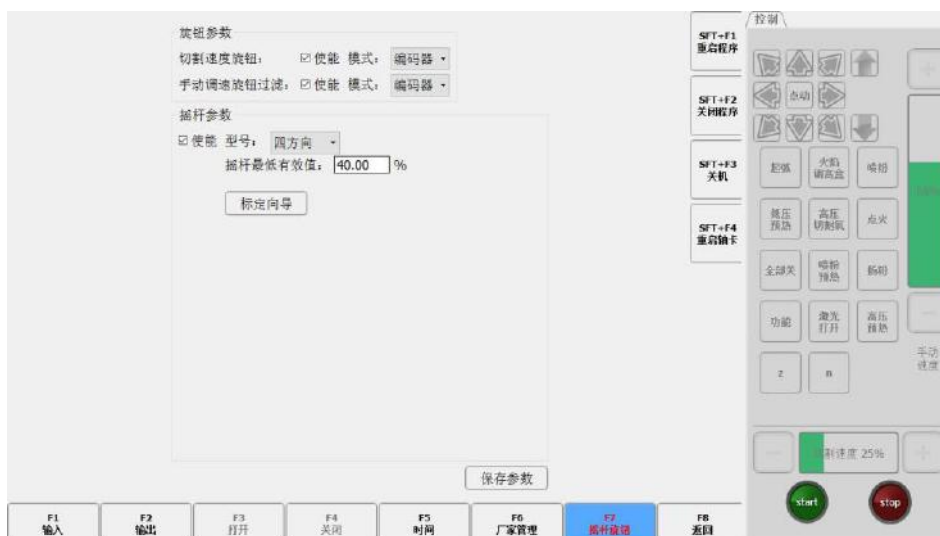 旋钮参数
切割速度旋钮： 使能 模式： 编码器
手动调速旋钮过滤： 使能 模式： 编码器
摇杆参数
使能 型号： 四方向
摇杆最低有效值： 40.00 %
标定向导
保存参数
SFT+F1
重启程序
SFT+F2
关闭程序
SFT+F3
关机
SFT+F4
重启轴卡
控制
点动
起弧
火焰
调高盒
喷粉
低压
预热
高压
切割氧
点火
全部关
喷粉
预热
功能
激光
打开
高压
预热
手动
速度
z
n
割速度 25%
start
stop
F1
输入
F2
输出
F3
打开
F4
关闭
F5
时间
F6
厂家管理
F7
摇杆旋钮
F8
返回